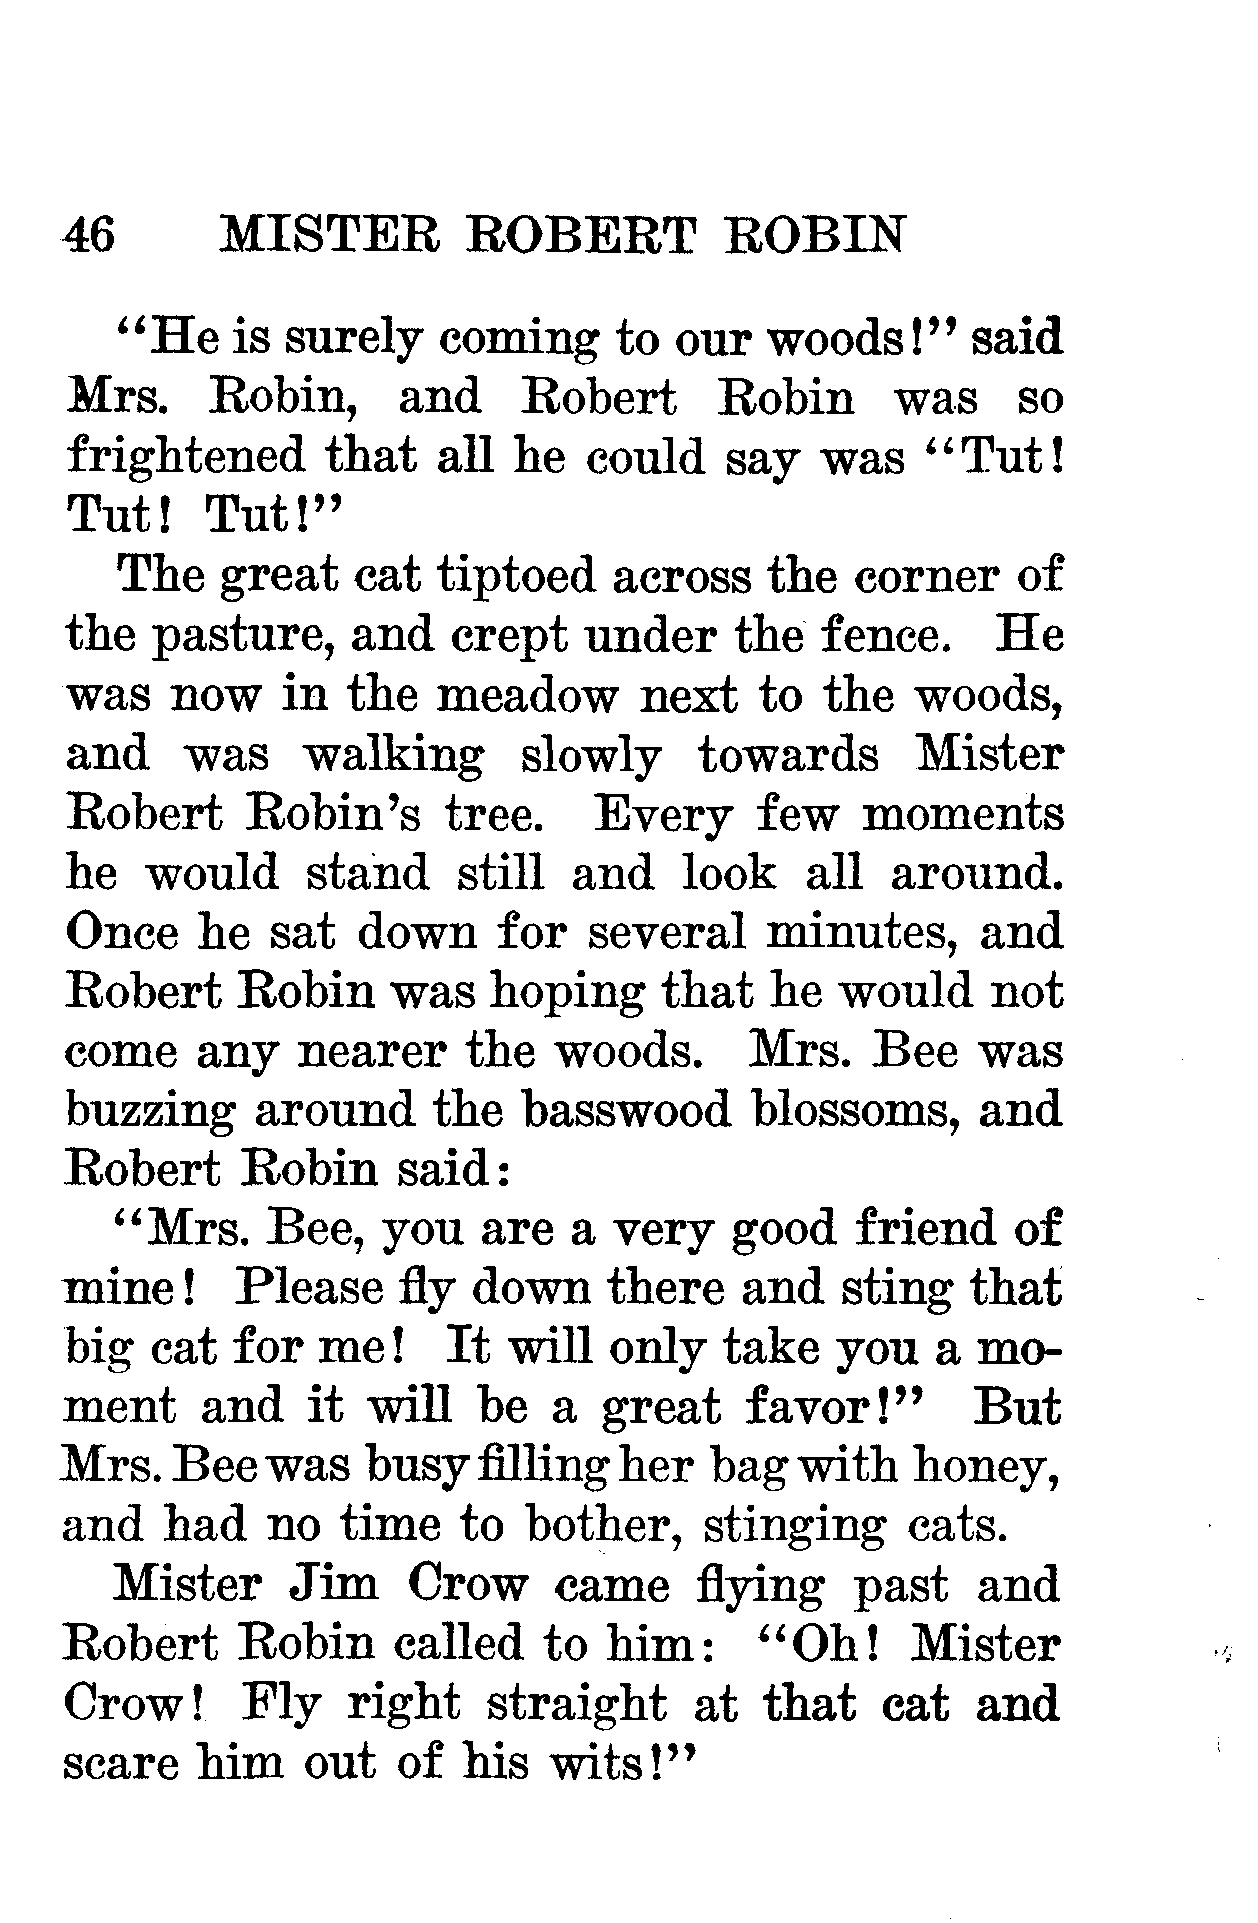 46 MISTER ROBERT ROBIN
“He is surely coming to our woods!” said
Mrs. Robin, and Robert Robin was so
frightened that all he could say was “Tut!
Tut! Tut!”
The great cat tiptoed across the corner of
the pasture, and crept under the fence. He
was now in the meadow next to the woods,
and was walking slowly towards Mister
Robert Robin’s tree. Every few moments
he would stand still and look all around.
Once he sat down for several minutes, and
Robert Robin was hoping that he would not
come any nearer the woods. Mrs. Bee was
buzzing around the basswood blossoms, and
Robert Robin said:
“Mrs. Bee, you are a very good friend of
mine! Please fly down there and sting that
big cat for me! It will only take you a mo-
ment and it will be a great favor!” But
Mrs. Bee was busy filling her bag with honey,
and had no time to bother, stinging cats.
Mister Jim Crow came flying past and
Robert Robin called to him: “Oh! Mister
Crow! Fly right straight at that cat and
scare him out of his wits!”